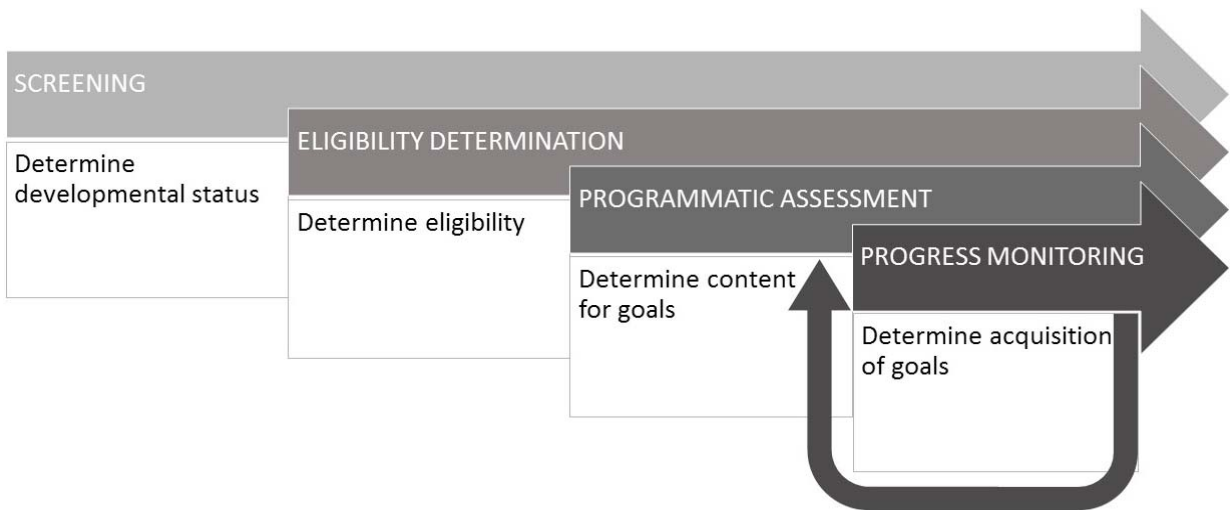 SCREENING
Determine
developmental status
ELIGIBILITY DETERMINATION
Determine eligibility
PROGRAMMATIC ASSESSMENT
Determine content
for goals
PROGRESS MONITORING
Determine acquisition
of goals